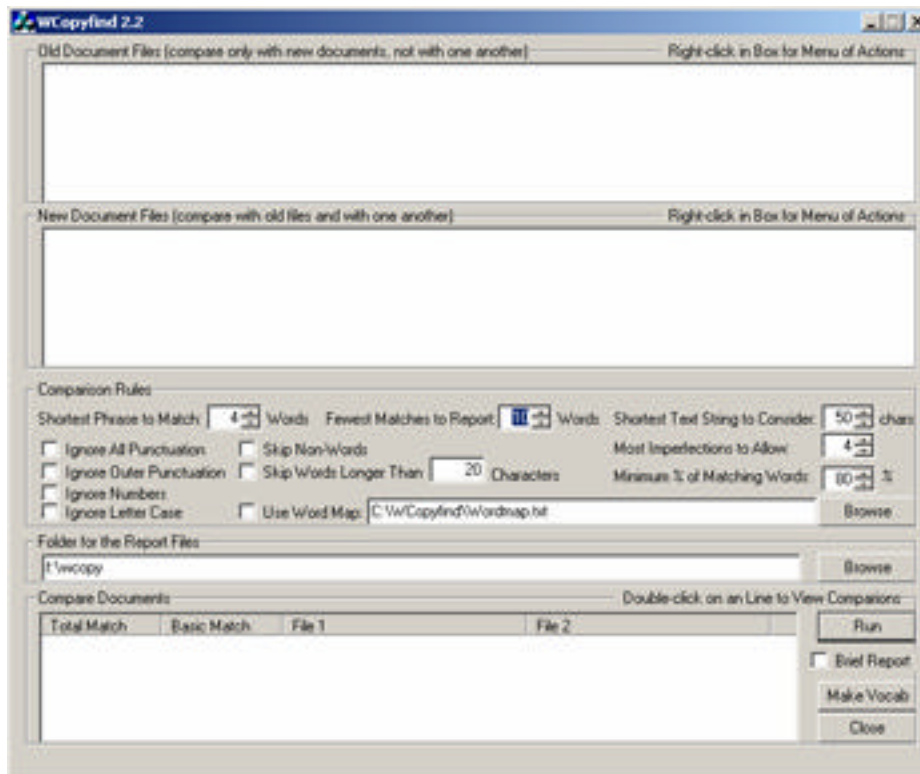 WCopyfind 2.2
Old Document Files (compare only with new documents, not with one another) Right-click in Box for Menu of Actions
New Document Files (compare with old files and with one another) Right-click in Box for Menu of Actions
Comparison Rules
Shortest Phrase to Match: 4 Words Fewest Matches to Report: 10 Words Shortest Text String to Consider: 50 chars
Ignore All Punctuation Skip Non-Words Most Imperfections to Allow: 4
Ignore Outer Punctuation Skip Words Longer Than 20 Characters Minimum % of Matching Words: 80 %
Ignore Numbers
Ignore Letter Case Use Word Map: C:\WCopyfind\Wordmap.txt Browse
Folder for the Report Files
f:\wcopy Browse
Compare Documents Double-click on an Line to View Comparions
Total Match Basic Match File 1 File 2 Run
Brief Report
Make Vocab
Close